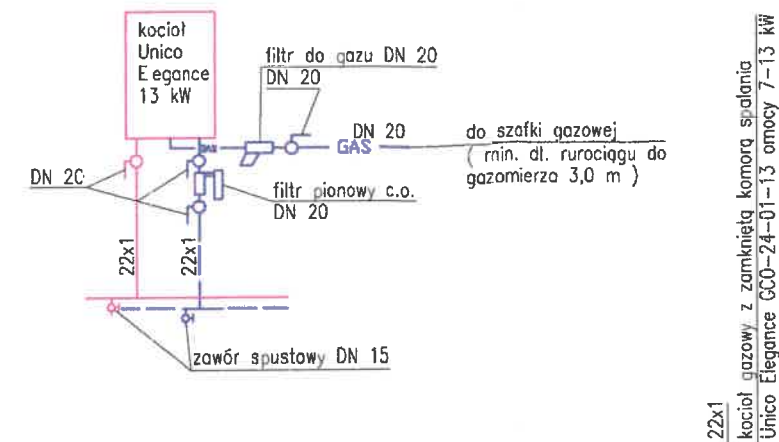 kocioł
Unico
Elegance
13 kW
filtr do gazu DN 20
DN 20
GAS
DN 20
GAS
do szafki gazowej
( min. dł. rurociągu do
gazomierza 3,0 m )
DN 20
filtr pionowy c.o.
DN 20
22x1
22x1
zawór spustowy DN 15
22x1
kocioł gazowy z zamkniętą komorą spalania
Unico Elegance GCO-24-01-13 omocy 7-13 kW